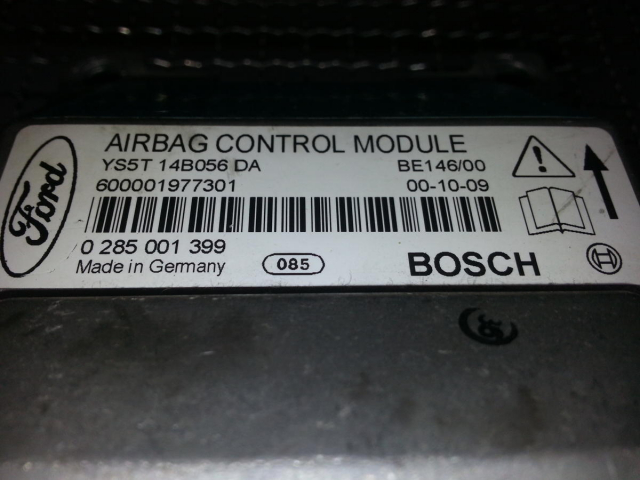 Ford
AIRBAG CONTROL MODULE
YS5T 14B056 DA BE146/00
600001977301 00-10-09
0 285 001 399
Made in Germany 085 BOSCH